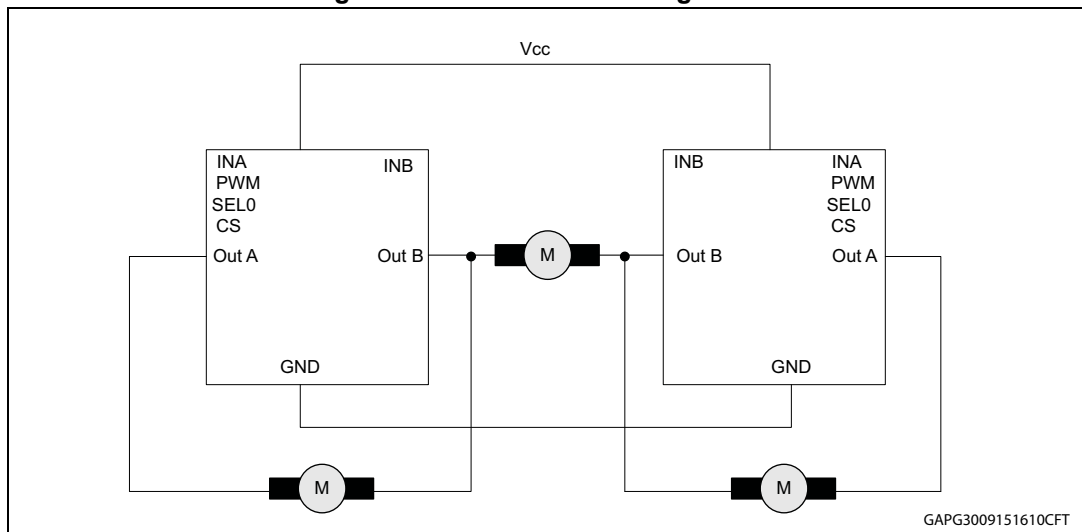 Vcc
INA
PWM
SEL0
CS
Out A
INB
Out B
GND
M
INB
INA
PWM
SEL0
CS
Out B
Out A
GND
M
M
GAPG3009151610CFT